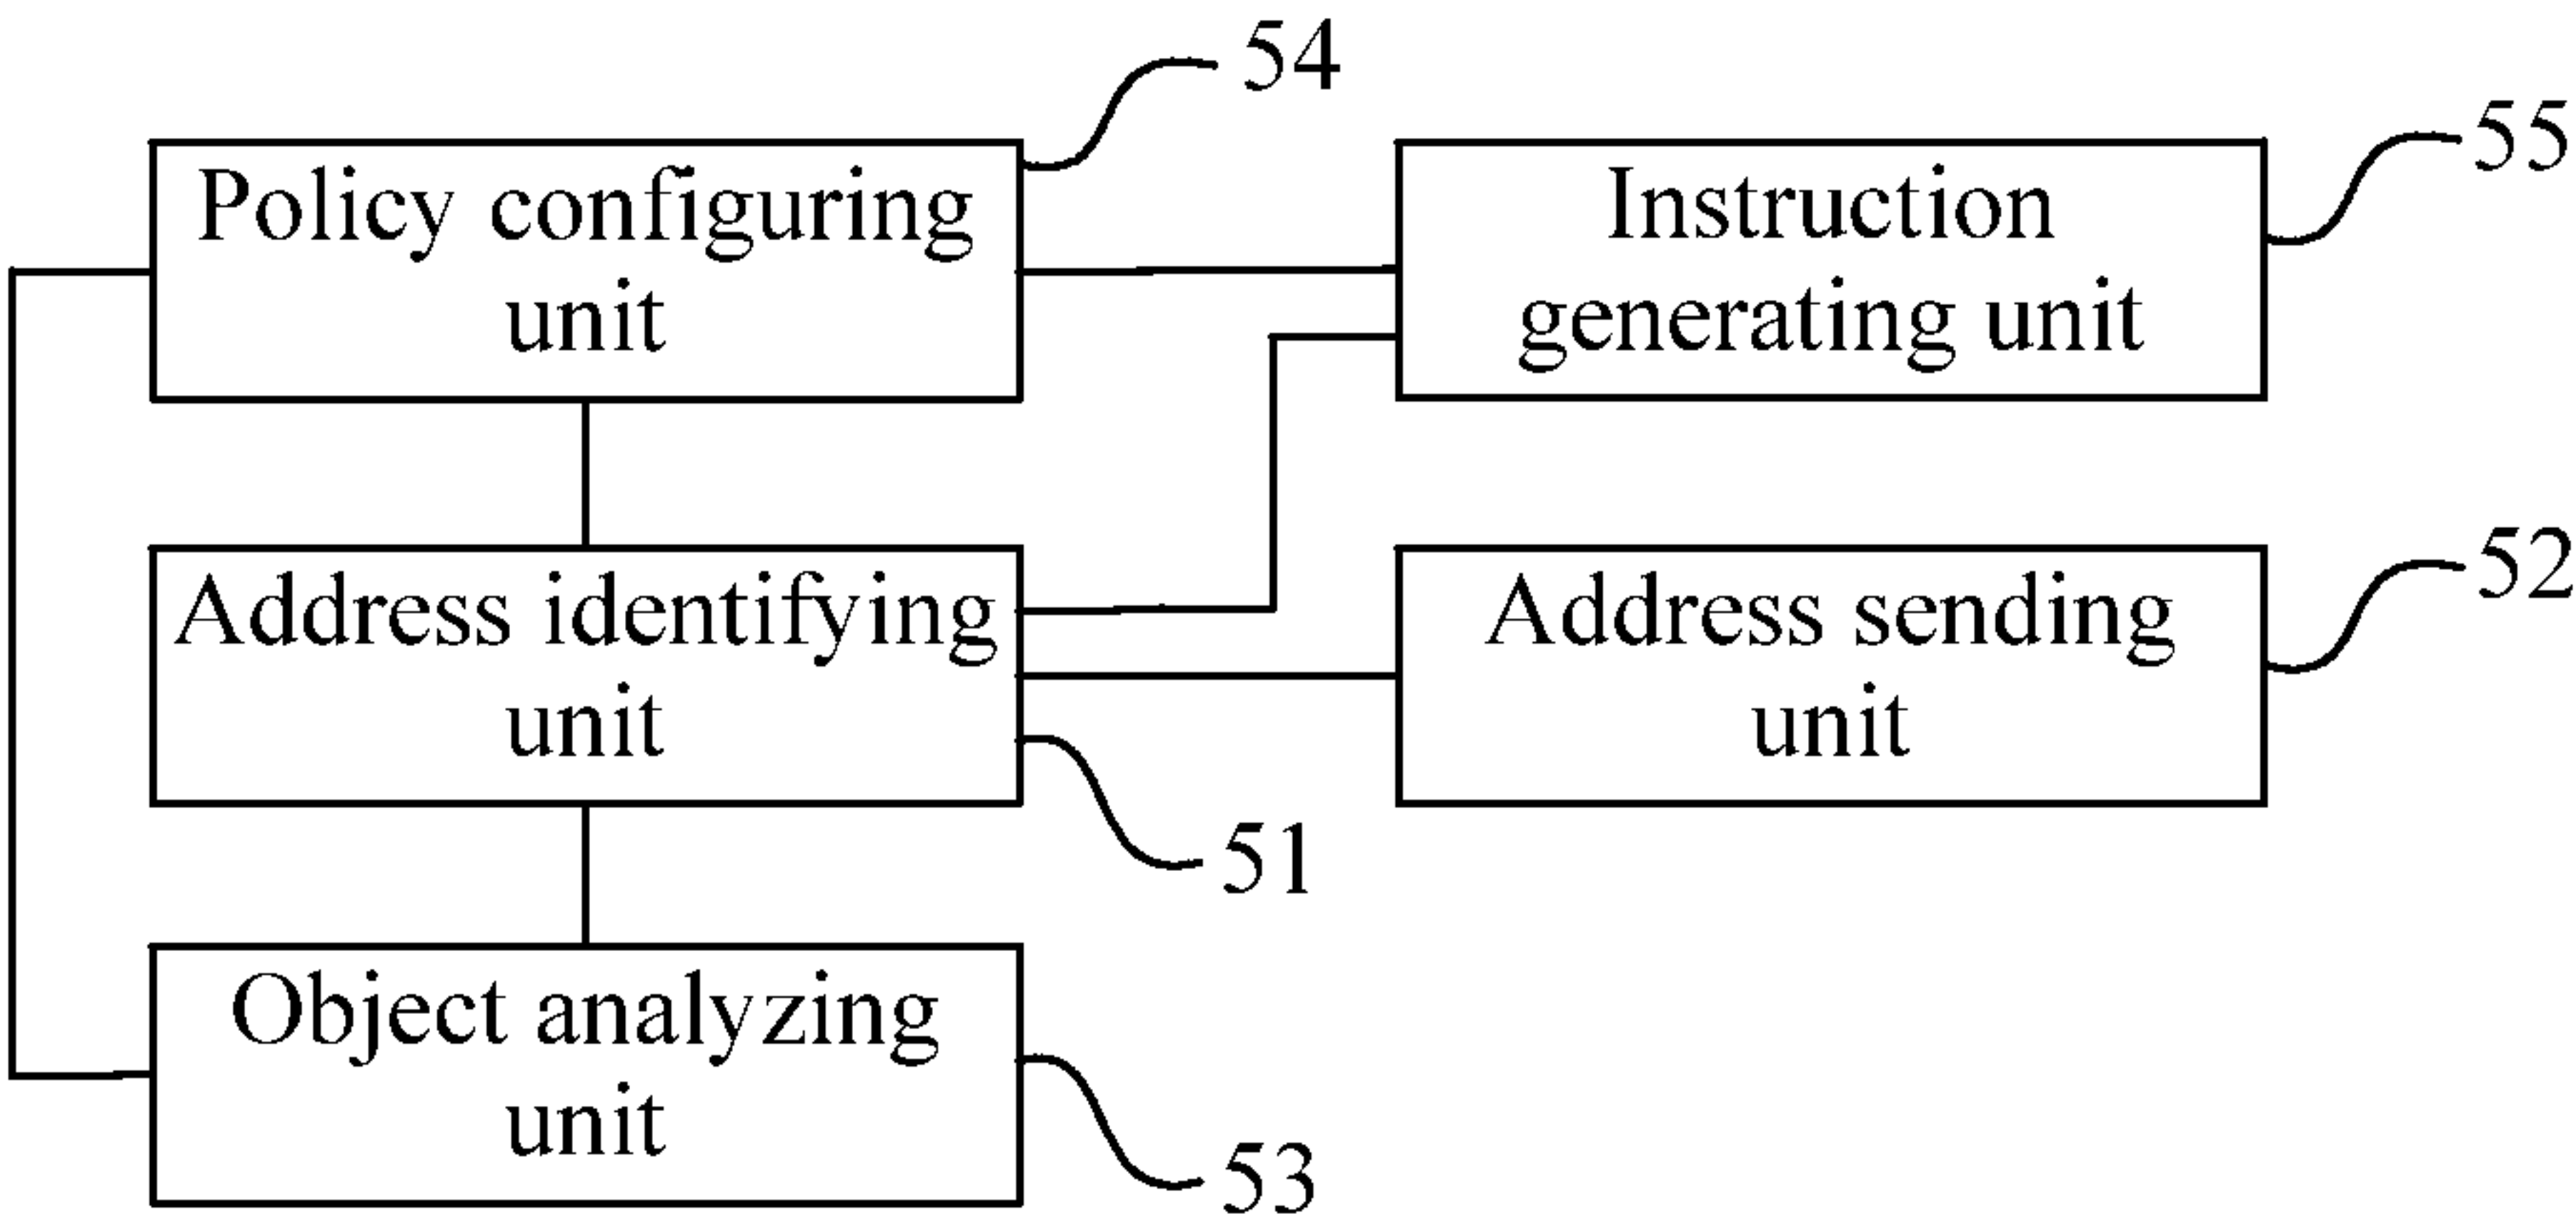 54
Policy configuring
unit
55
Instruction
generating unit
Address identifying
unit
51
52
Address sending
unit
Object analyzing
unit
53